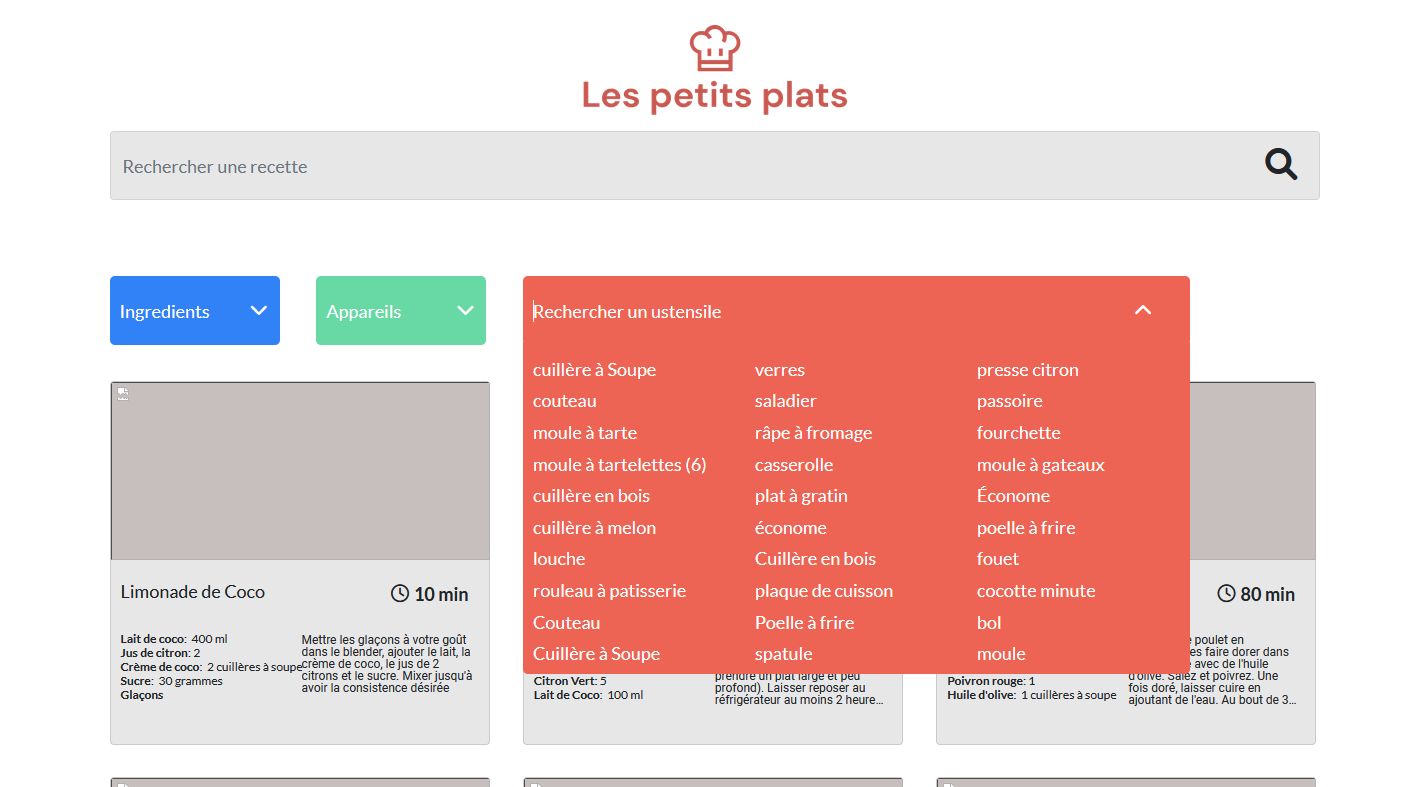 Les petits plats
Rechercher une recette
Ingredients
Appareils
Rechercher un ustensile
cuillère à Soupe
verres
presse citron
couteau
saladier
passoire
moule à tarte
râpe à fromage
fourchette
moule à tartelettes (6)
casserolle
moule à gateaux
cuillère en bois
plat à gratin
Économe
cuillère à melon
économe
poelle à frire
louche
Cuillère en bois
fouet
rouleau à patisserie
plaque de cuisson
cocotte minute
Couteau
Poelle à frire
bol
Cuillère à Soupe
spatule
moule
Limonade de Coco
10 min
Lait de coco: 400 ml
Jus de citron: 2
Crème de coco: 2 cuillères à soupe
Sucre: 30 grammes
Glaçons
Mettre les glaçons à votre goût
dans le blender, ajouter le lait, la
crème de coco, le jus de 2
citrons et le sucre. Mixer jusqu'à
avoir la consistence désirée
Citron Vert: 5
Lait de Coco: 100 ml
prendre un plat large et peu
profond). Laisser reposer au
réfrigérateur au moins 2 heure...
80 min
Poivron rouge: 1
Huile d'olive: 1 cuillères à soupe
poulet en
es faire dorer dans
avec de l'huile
d'olive. Salez et poivrez. Une
fois doré, laisser cuire en
ajoutant de l'eau. Au bout de 3...